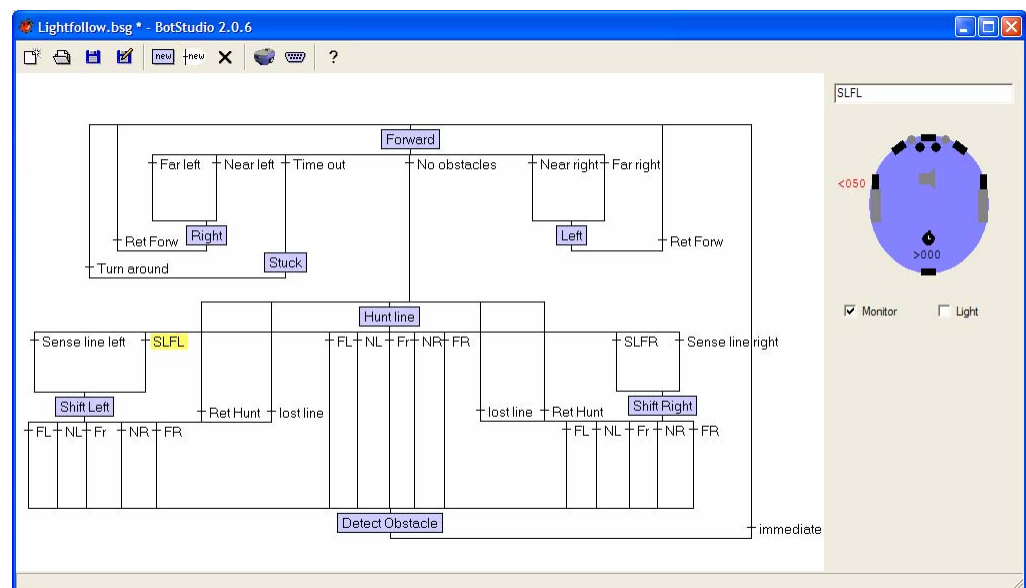 Lightfollow.bsg * - BotStudio 2.0.6
new new ?
SLFL
Forward
Far left Near left Time out No obstacles Near right Far right
<050
Ret Forw Right Left Ret Forw
>000
Turn around Stuck
Hunt line
Monitor Light
Sense line left SLFL FL NL Fr NR FR SLFR Sense line right
Shift Left Ret Hunt lost line lost line Ret Hunt Shift Right
FL NL Fr NR FR FL NL Fr NR FR
Detect Obstacle
immediate